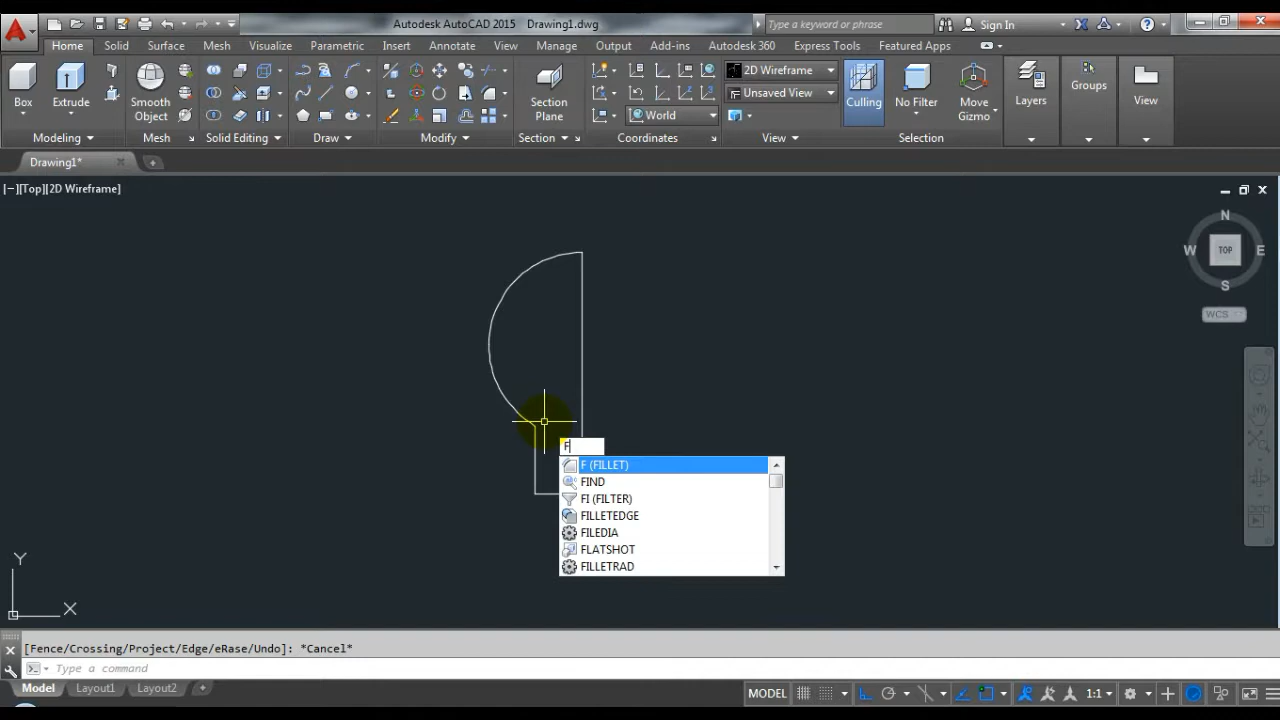 Autodesk AutoCAD 2015 Drawing1.dwg
Type a keyword or phrase
Sign In
Home Solid Surface Mesh Visualize Parametric Insert Annotate View Manage Output Add-ins Autodesk 360 Express Tools Featured Apps
Box
Extrude
Smooth Object
Section Plane
World
2D Wireframe
Unsaved View
Culling
No Filter
Move Gizmo
Layers
Groups
View
Modeling Mesh Solid Editing Draw Modify Section Coordinates View Selection
Drawing1*
[−][Top][2D Wireframe]
N
W TOP E
S
WCS
F
F (FILLET)
FIND
FI (FILTER)
FILLETEDGE
FILEDIA
FLATSHOT
FILLETRAD
Y
X
[Fence/Crossing/Project/Edge/eRase/Undo]: *Cancel*
Type a command
Model Layout1 Layout2 +
MODEL 1:1